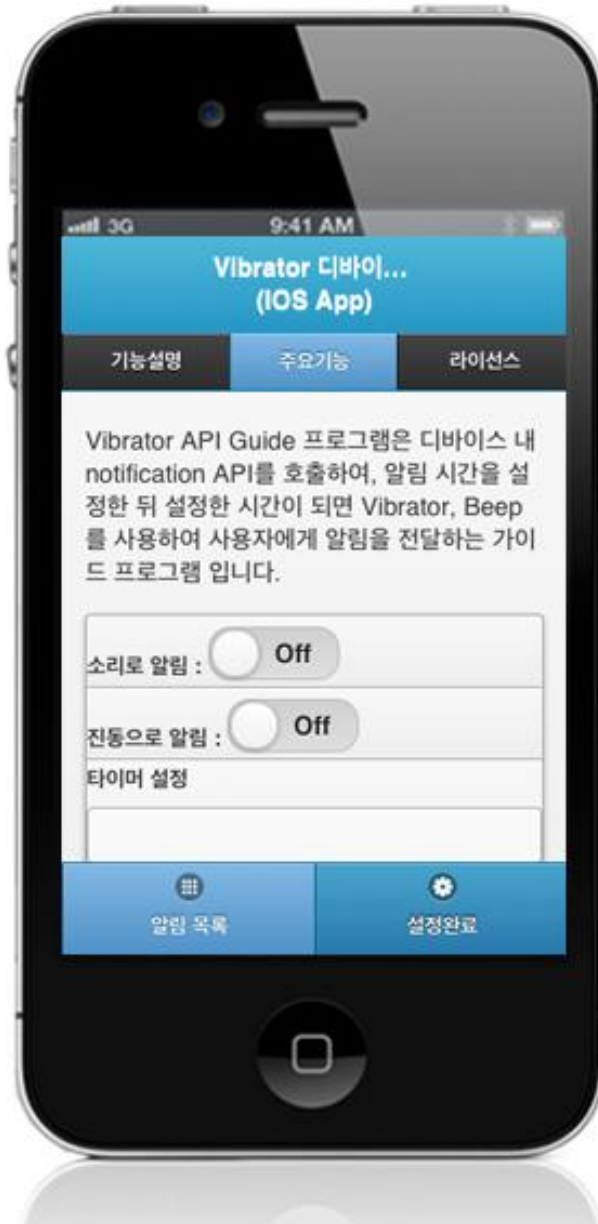 3G 9:41 AM
Vibrator 디바이...
(IOS App)
기능설명 주요기능 라이선스
Vibrator API Guide 프로그램은 디바이스 내
notification API를 호출하여, 알림 시간을 설
정한 뒤 설정한 시간이 되면 Vibrator, Beep
를 사용하여 사용자에게 알림을 전달하는 가이
드 프로그램 입니다.
소리로 알림 : Off
진동으로 알림 : Off
타이머 설정
알림 목록 설정완료